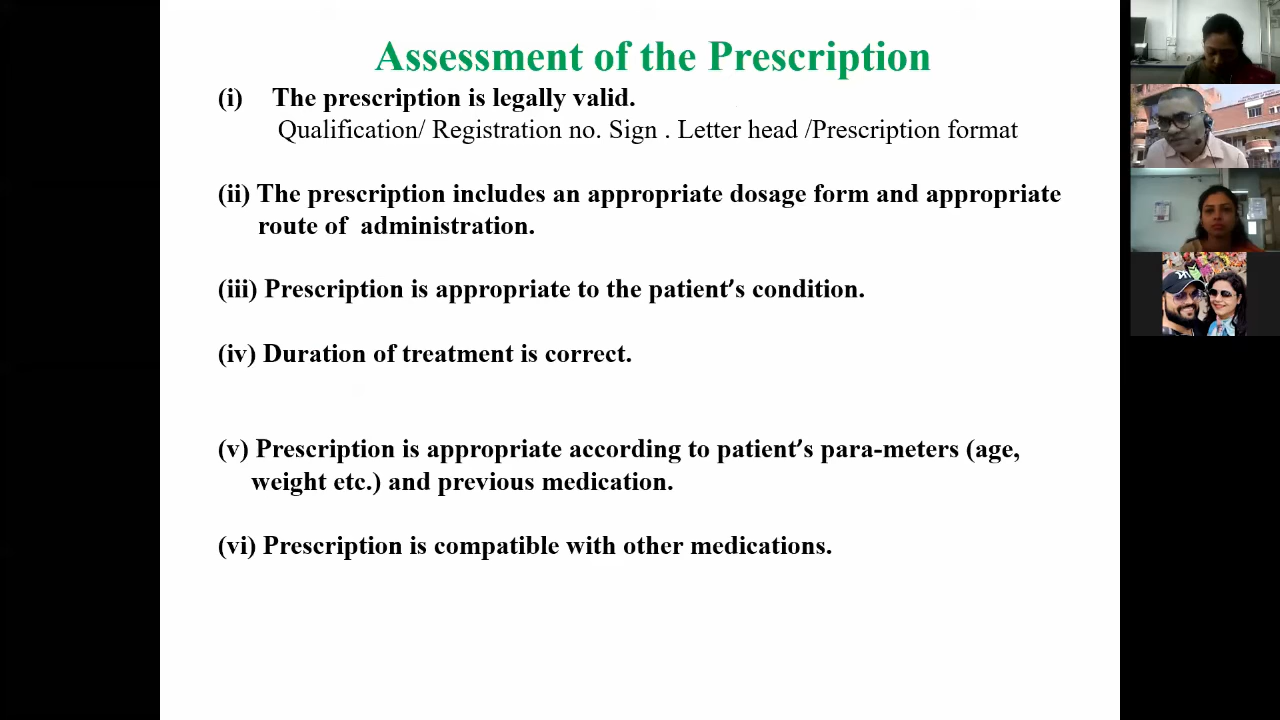 Assessment of the Prescription
(i) The prescription is legally valid.
Qualification/ Registration no. Sign . Letter head /Prescription format
(ii) The prescription includes an appropriate dosage form and appropriate
route of administration.
(iii) Prescription is appropriate to the patient's condition.
(iv) Duration of treatment is correct.
(v) Prescription is appropriate according to patient's para-meters (age,
weight etc.) and previous medication.
(vi) Prescription is compatible with other medications.